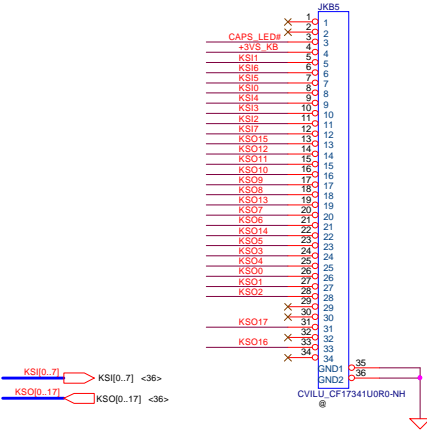 JKB5
1 1
2 2
CAPS_LED# 3 3
+3VS_KB 4 4
KSI1 5 5
KSI6 6 6
KSI5 7 7
KSI0 8 8
KSI4 9 9
KSI3 10 10
KSI2 11 11
KSI7 12 12
KSO15 13 13
KSO12 14 14
KSO11 15 15
KSO10 16 16
KSO9 17 17
KSO8 18 18
KSO13 19 19
KSO7 20 20
KSO6 21 21
KSO14 22 22
KSO5 23 23
KSO3 24 24
KSO4 25 25
KSO0 26 26
KSO1 27 27
KSO2 28 28
29 29
30 30
KSO17 31 31
32 32
KSO16 33 33
34 34
GND1 35
GND2 36
CVILU_CF17341U0R0-NH
@
KSI[0..7] KSI[0..7] <36>
KSO[0..17] KSO[0..17] <36>